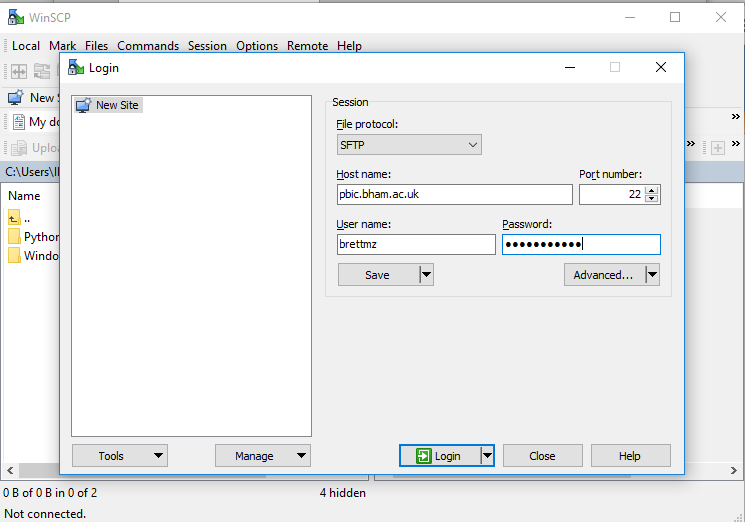 WinSCP
Local Mark Files Commands Session Options Remote Help
Login
New
New Site
Session
My do
File protocol:
SFTP
Uploa
Host name: Port number:
C:\Users\
pbic.bham.ac.uk 22
Name
..
User name: Password:
Python
brettmz ●●●●●●●●●●●
Windo
Save Advanced...
Tools Manage Login Close Help
0 B of 0 B in 0 of 2 4 hidden
Not connected.